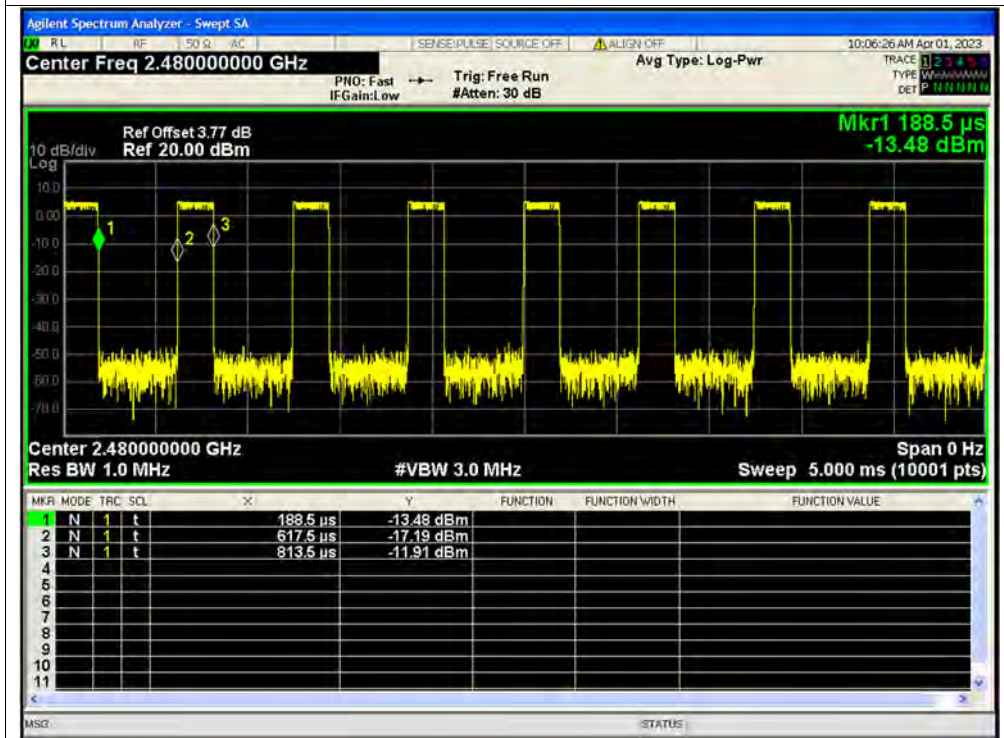 Agilent Spectrum Analyzer - Swept SA
RL RF 50 Ω AC SENSE:PULSE SOURCE OFF ALIGN OFF 10:06:26 AM Apr 01, 2023
Center Freq 2.480000000 GHz Avg Type: Log-Pwr TRACE 1 2 3 4 5 6
PNO: Fast Trig: Free Run TYPE
IFGain:Low #Atten: 30 dB DET P N N N N N
Mkr1 188.5 µs
Ref Offset 3.77 dB
10 dB/div Ref 20.00 dBm -13.48 dBm
Log
10.0
0.00
-10.0
-20.0
-30.0
-40.0
-50.0
-60.0
-70.0
1
2
3
Center 2.480000000 GHz Span 0 Hz
Res BW 1.0 MHz #VBW 3.0 MHz Sweep 5.000 ms (10001 pts)
MKR MODE TRC SCL X Y FUNCTION FUNCTION WIDTH FUNCTION VALUE
1 N 1 t 188.5 µs -13.48 dBm
2 N 1 t 617.5 µs -17.19 dBm
3 N 1 t 813.5 µs -11.91 dBm
4
5
6
7
8
9
10
11
MSG STATUS